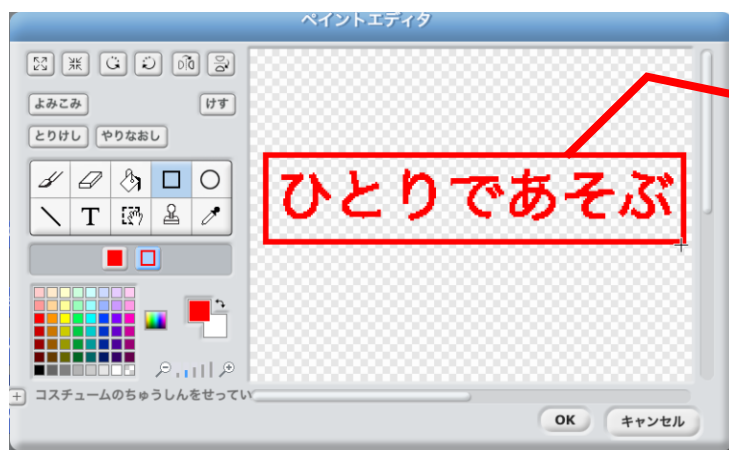 ペイントエディタ
よみこみ
けす
とりけし
やりなおし
T
ひとりであそぶ
コスチュームのちゅうしんをせってい
OK
キャンセル